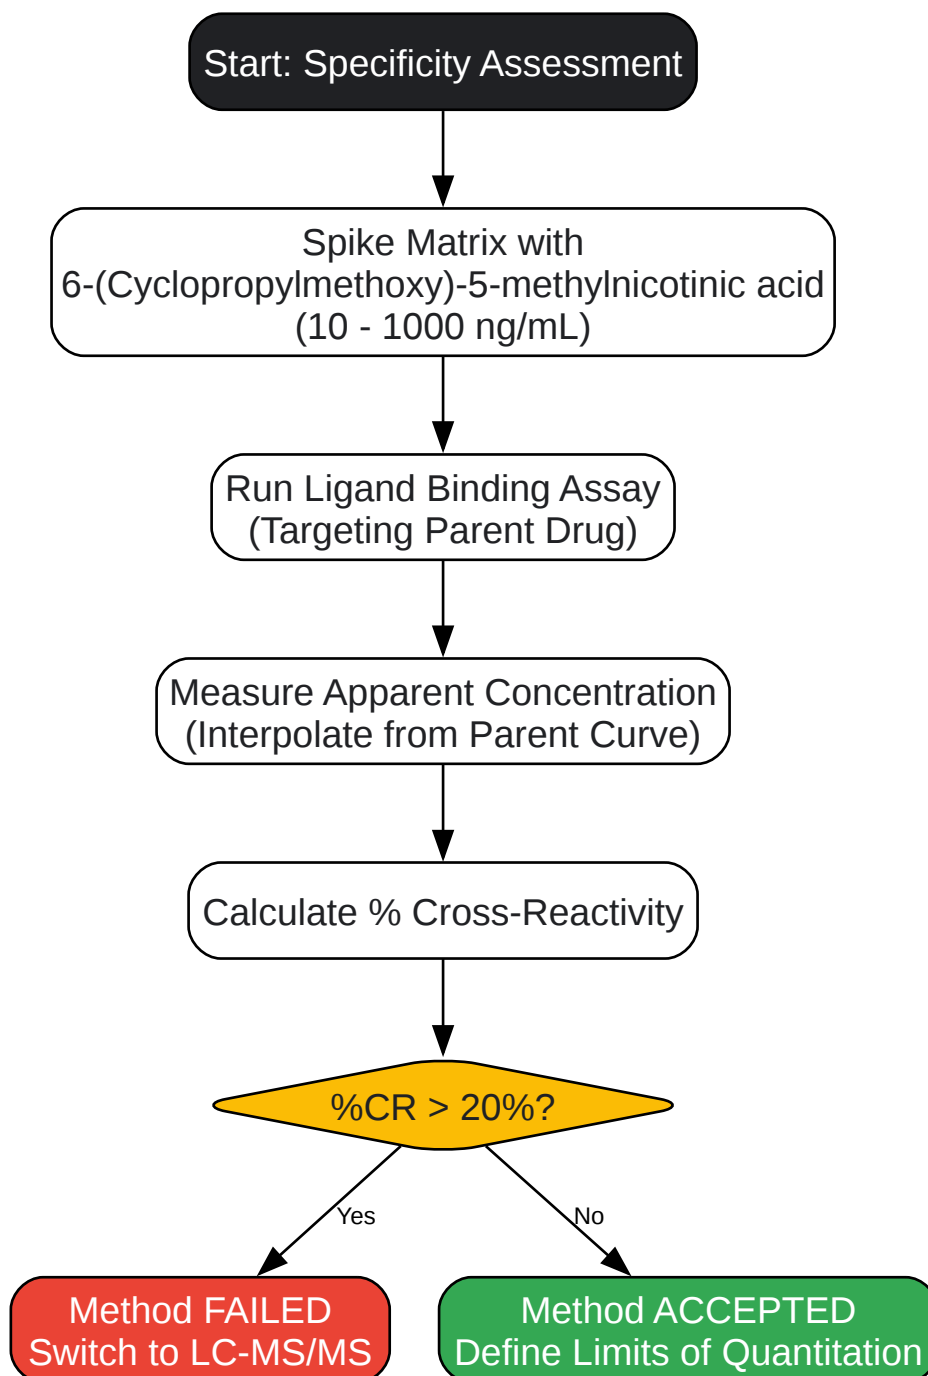 Start: Specificity Assessment
Spike Matrix with
6-(Cyclopropylmethoxy)-5-methylnicotinic acid
(10 - 1000 ng/mL)
Run Ligand Binding Assay
(Targeting Parent Drug)
Measure Apparent Concentration
(Interpolate from Parent Curve)
Calculate % Cross-Reactivity
%CR > 20%?
Yes
No
Method FAILED
Switch to LC-MS/MS
Method ACCEPTED
Define Limits of Quantitation